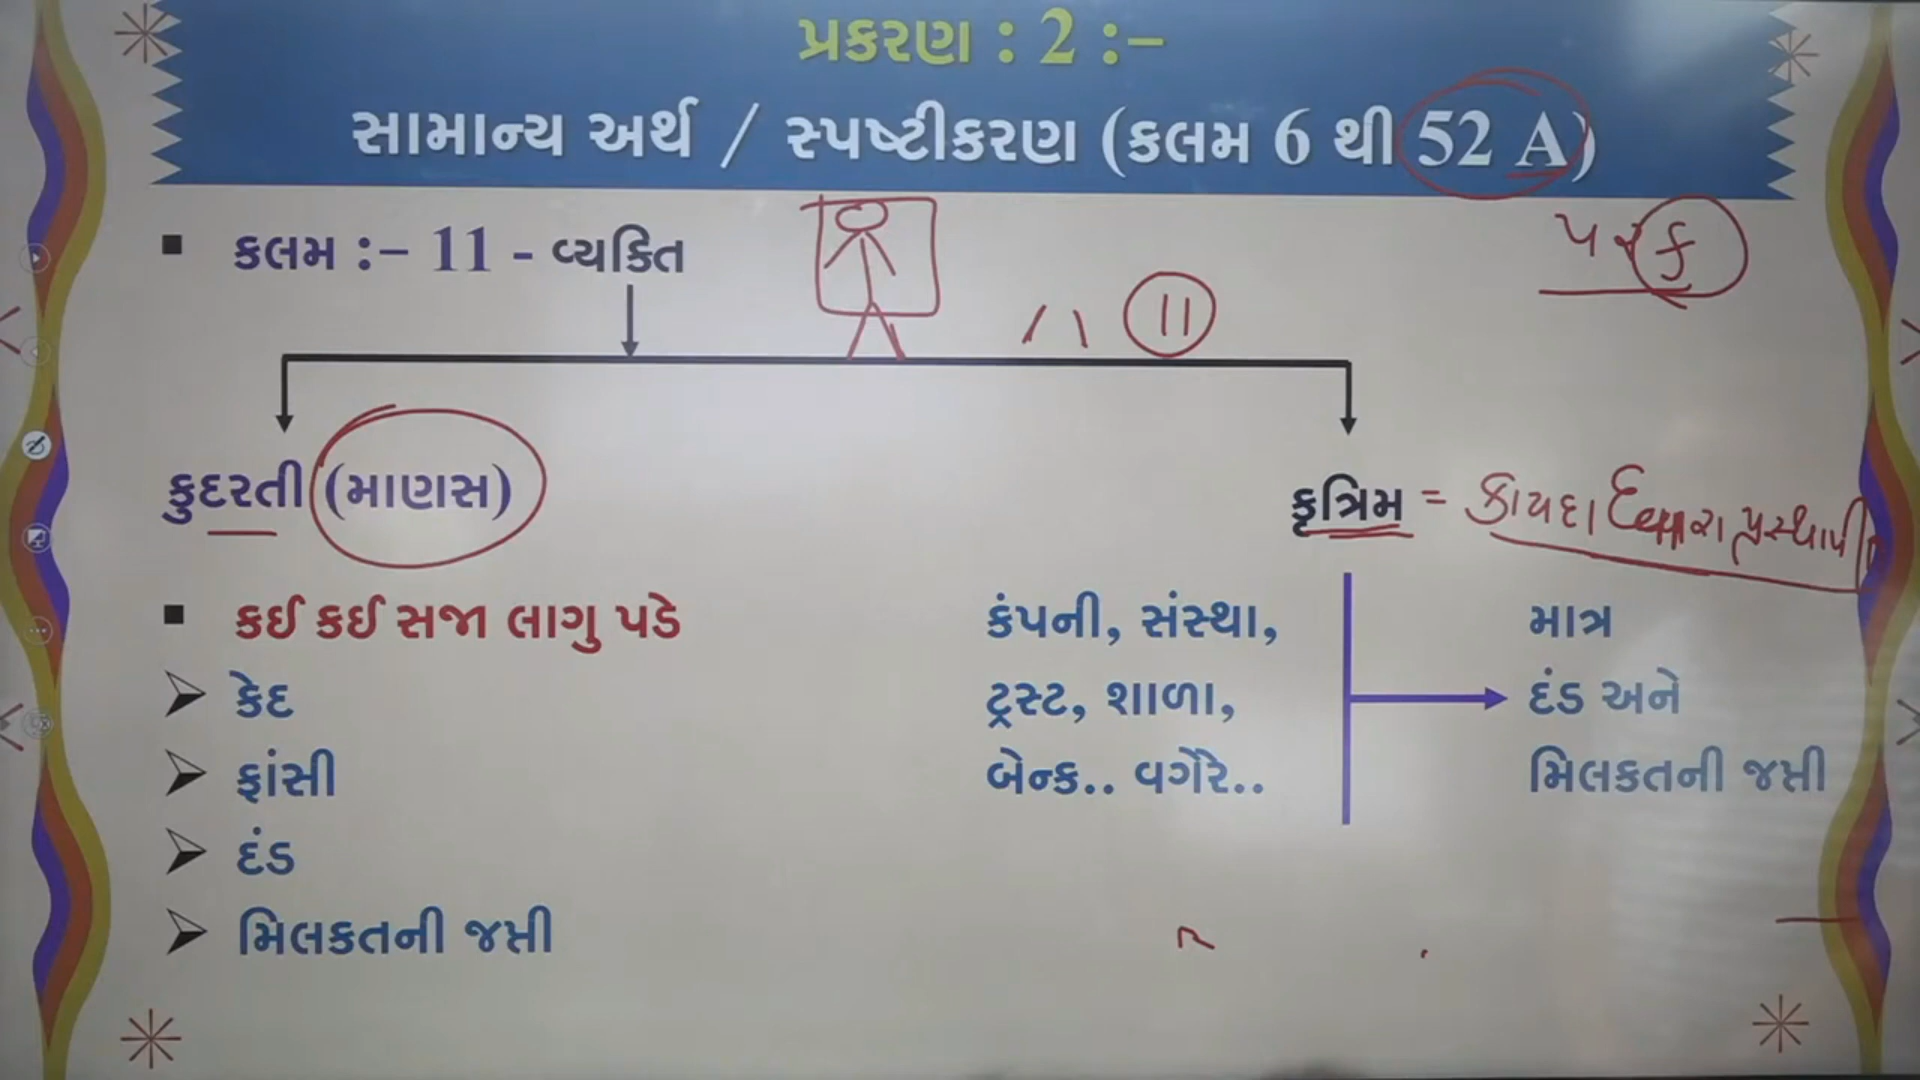 પ્રકરણ : 2 :–
સામાન્ય અર્થ / સ્પષ્ટીકરણ (કલમ 6 થી 52 A)
કલમ :– 11 - વ્યકિત
11
૫૨ક
કુદરતી (માણસ)
કૃત્રિમ = કાયદા દ્વારા પ્રસ્થાપિત
કઈ કઈ સજા લાગુ પડે
કેદ
ફાંસી
દંડ
મિલકતની જપ્તી
કંપની, સંસ્થા,
ટ્રસ્ટ, શાળા,
બેન્ક.. વગેરે..
માત્ર
દંડ અને
મિલકતની જપ્તી